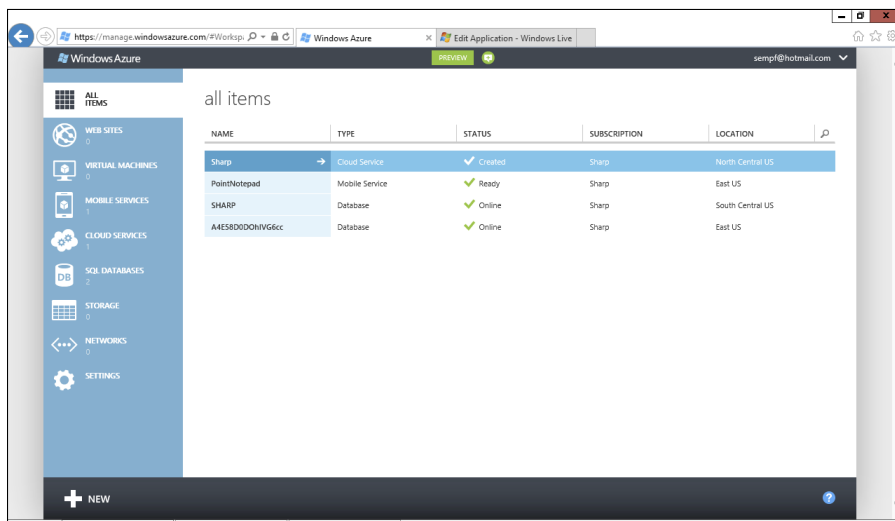 https://manage.windowsazure.com/#Worksp
Windows Azure
Edit Application - Windows Live
Windows Azure
PREVIEW
sempf@hotmail.com
ALL
ITEMS
WEB SITES
0
VIRTUAL MACHINES
0
MOBILE SERVICES
1
CLOUD SERVICES
1
SQL DATABASES
2
DB
STORAGE
0
NETWORKS
0
SETTINGS
all items
NAME TYPE STATUS SUBSCRIPTION LOCATION
Sharp Cloud Service Created Sharp North Central US
PointNotepad Mobile Service Ready Sharp East US
SHARP Database Online Sharp South Central US
Database Online Sharp East US
NEW
?